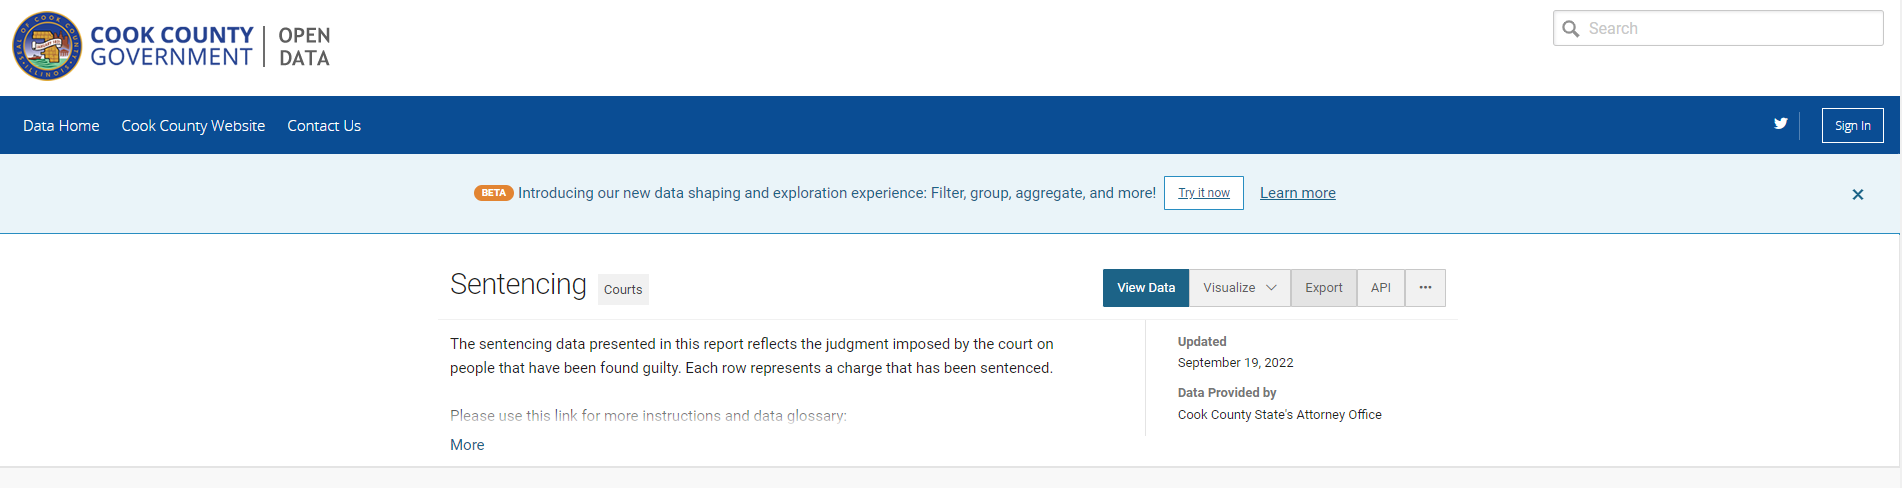 COOK COUNTY
GOVERNMENT
OPEN
DATA
Search
Data Home
Cook County Website
Contact Us
Sign In
BETA
Introducing our new data shaping and exploration experience: Filter, group, aggregate, and more!
Try it now
Learn more
Sentencing
Courts
View Data
Visualize
Export
API
The sentencing data presented in this report reflects the judgment imposed by the court on
people that have been found guilty. Each row represents a charge that has been sentenced.
Please use this link for more instructions and data glossary:
More
Updated
September 19, 2022
Data Provided by
Cook County State's Attorney Office